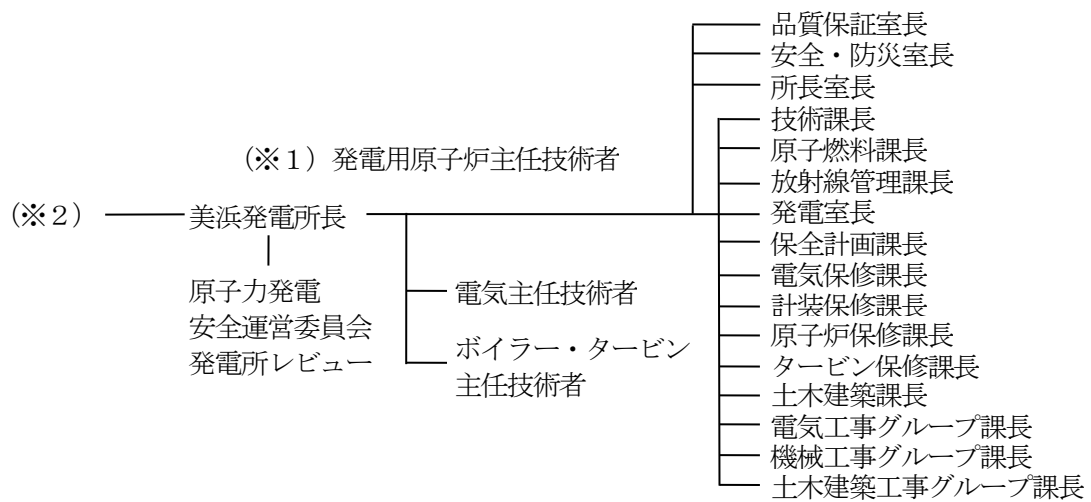 品質保証室長
安全・防災室長
所長室長
技術課長
(※1) 発電用原子炉主任技術者
原子燃料課長
放射線管理課長
(※2)
美浜発電所長
発電室長
保全計画課長
原子力発電
安全運営委員会
発電所レビュー
電気主任技術者
ボイラー・タービン
主任技術者
電気保修課長
計装保修課長
原子炉保修課長
タービン保修課長
土木建築課長
電気工事グループ課長
機械工事グループ課長
土木建築工事グループ課長